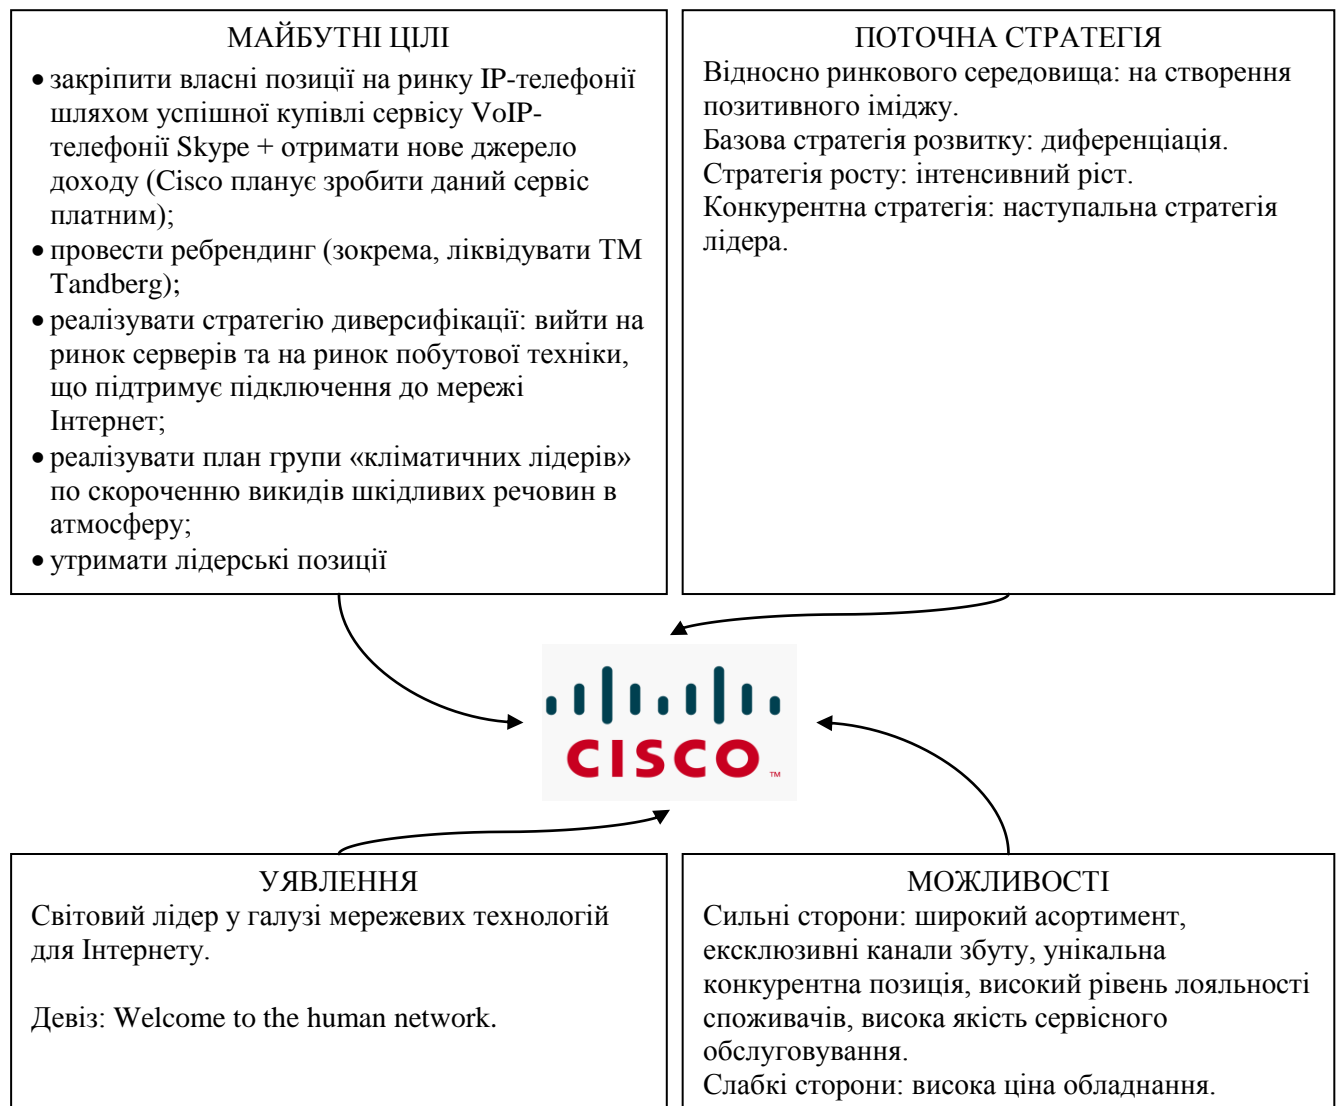 МАЙБУТНІ ЦІЛІ
• закріпити власні позиції на ринку IP-телефонії
шляхом успішної купівлі сервісу VoIP-
телефонії Skype + отримати нове джерело
доходу (Cisco планує зробити даний сервіс
платним);
• провести ребрендинг (зокрема, ліквідувати ТМ
Tandberg);
• реалізувати стратегію диверсифікації: вийти на
ринок серверів та на ринок побутової техніки,
що підтримує підключення до мережі
Інтернет;
• реалізувати план групи «кліматичних лідерів»
по скороченню викидів шкідливих речовин в
атмосферу;
• утримати лідерські позиції
ПОТОЧНА СТРАТЕГІЯ
Відносно ринкового середовища: на створення
позитивного іміджу.
Базова стратегія розвитку: диференціація.
Стратегія росту: інтенсивний ріст.
Конкурентна стратегія: наступальна стратегія
лідера.
CISCO™
УЯВЛЕННЯ
Світовий лідер у галузі мережевих технологій
для Інтернету.
Девіз: Welcome to the human network.
МОЖЛИВОСТІ
Сильні сторони: широкий асортимент,
ексклюзивні канали збуту, унікальна
конкурентна позиція, високий рівень лояльності
споживачів, висока якість сервісного
обслуговування.
Слабкі сторони: висока ціна обладнання.